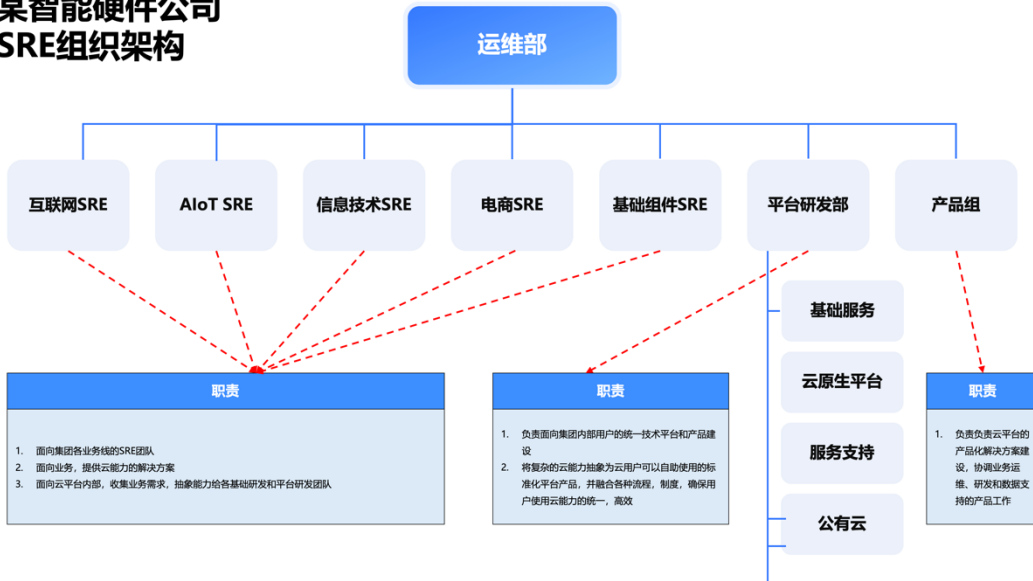 某智能硬件公司
SRE组织架构
运维部
互联网SRE
AIoT SRE
信息技术SRE
电商SRE
基础组件SRE
平台研发部
产品组
基础服务
云原生平台
服务支持
公有云
职责
1. 面向集团各业务线的SRE团队
2. 面向业务，提供云能力的解决方案
3. 面向云平台内部，收集业务需求，抽象能力给各基础研发和平台研发团队
职责
1. 负责面向集团内部用户的统一技术平台和产品建
设
2. 将复杂的云能力抽象为云用户可以自助使用的标
准化平台产品，并融合各种流程，制度，确保用
户使用云能力的统一，高效
职责
1. 负责负责云平台的
产品化解决方案建
设，协调业务运
维、研发和数据支
持的产品工作